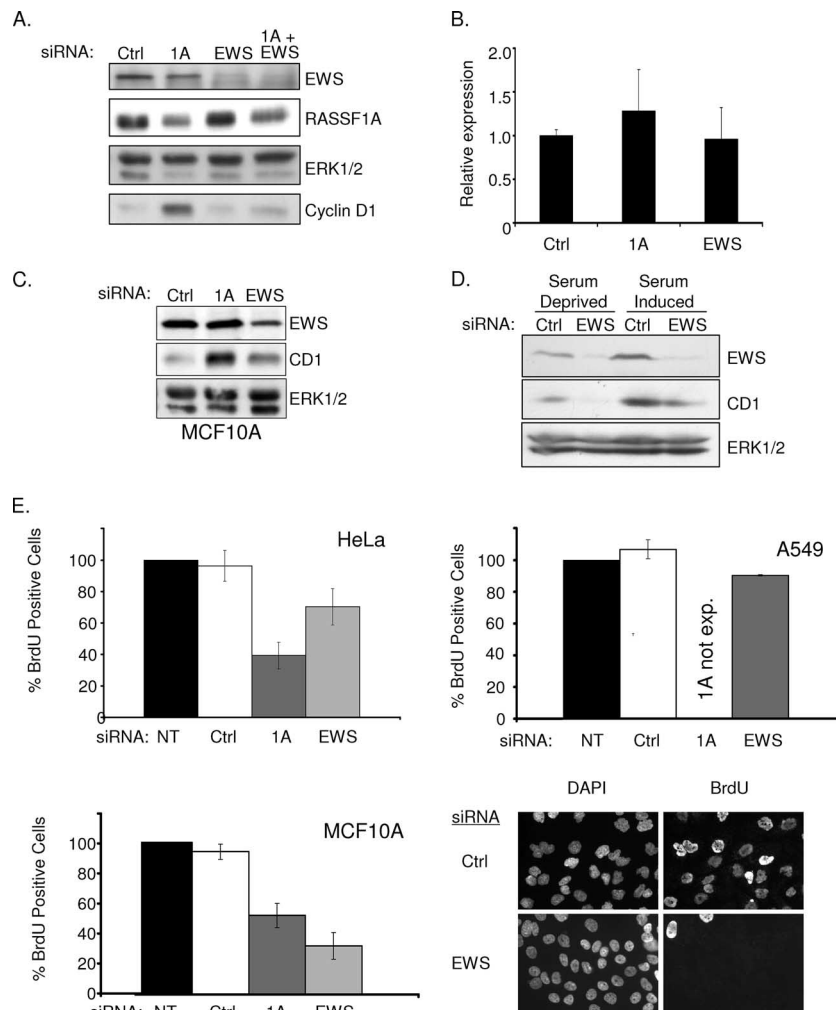 A.
siRNA: Ctrl 1A EWS 1A + EWS
EWS
RASSF1A
ERK1/2
Cyclin D1
B.
Relative expression
2.0
1.5
1.0
0.5
0
Ctrl 1A EWS
C.
siRNA: Ctrl 1A EWS
EWS
CD1
ERK1/2
MCF10A
D.
Serum Deprived Serum Induced
siRNA: Ctrl EWS Ctrl EWS
EWS
CD1
ERK1/2
E.
HeLa
% BrdU Positive Cells
100
80
60
40
20
0
siRNA: NT Ctrl 1A EWS
A549
% BrdU Positive Cells
100
80
60
40
20
0
1A not exp.
siRNA: NT Ctrl 1A EWS
MCF10A
% BrdU Positive Cells
100
80
60
40
20
0
siRNA: NT Ctrl 1A EWS
DAPI BrdU
siRNA
Ctrl
EWS